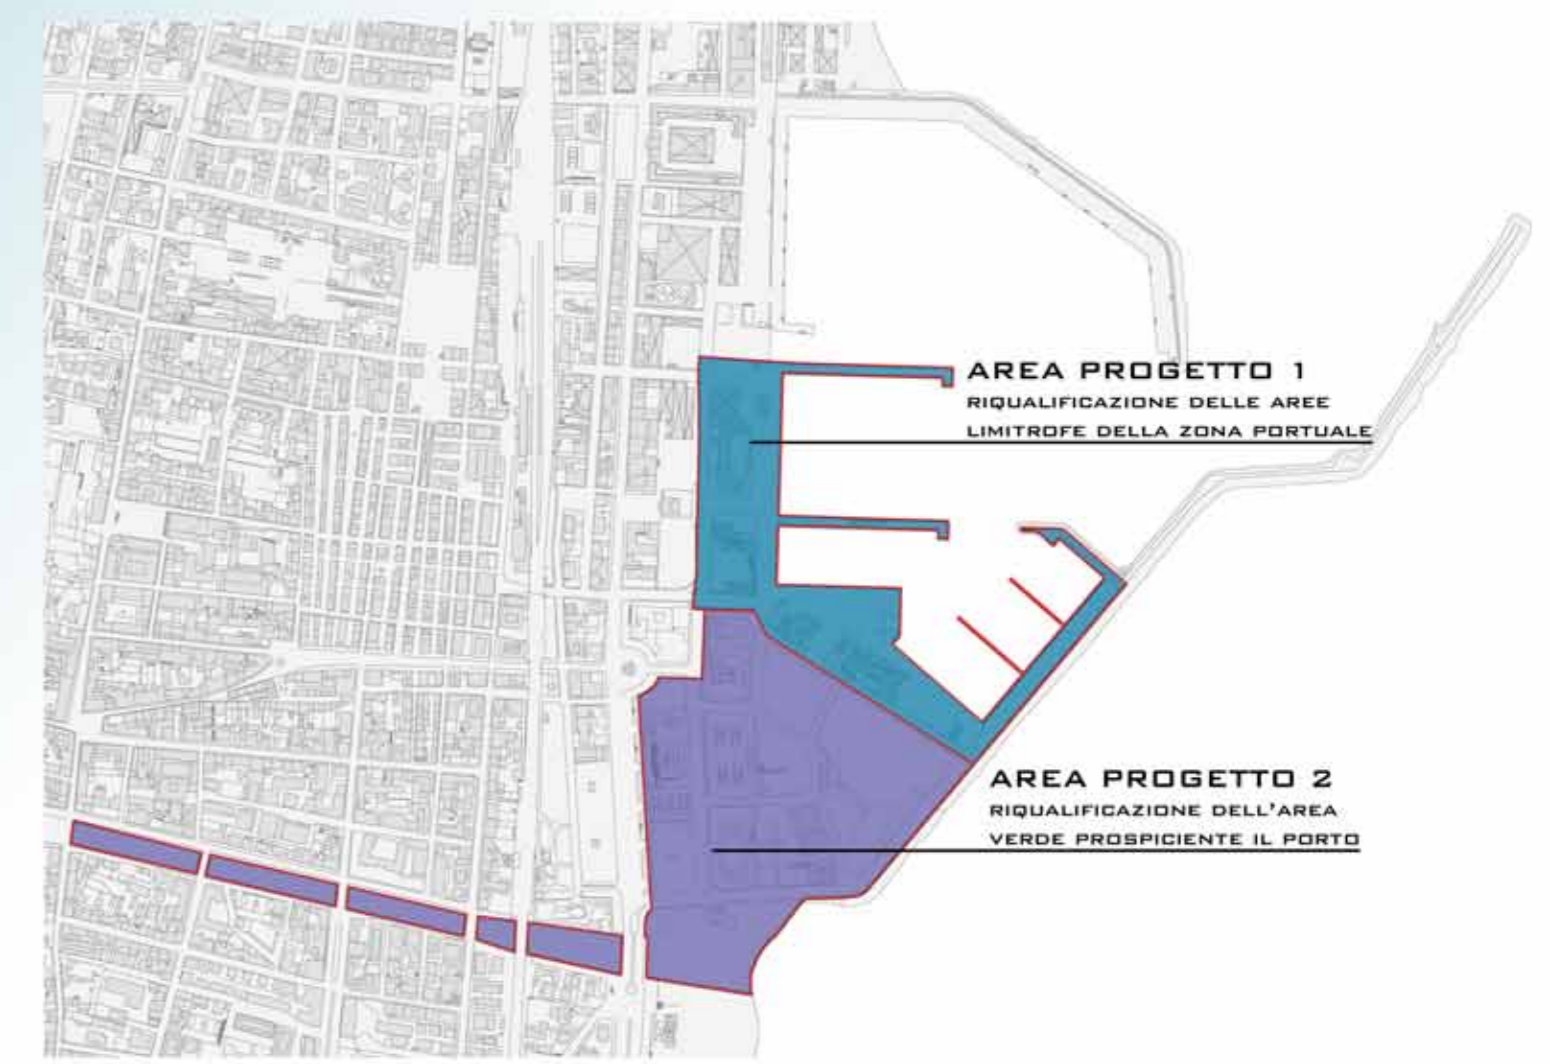 AREA PROGETTO 1
RIQUALIFICAZIONE DELLE AREE
LIMITROFE DELLA ZONA PORTUALE
AREA PROGETTO 2
RIQUALIFICAZIONE DELL'AREA
VERDE PROSPICIENTE IL PORTO